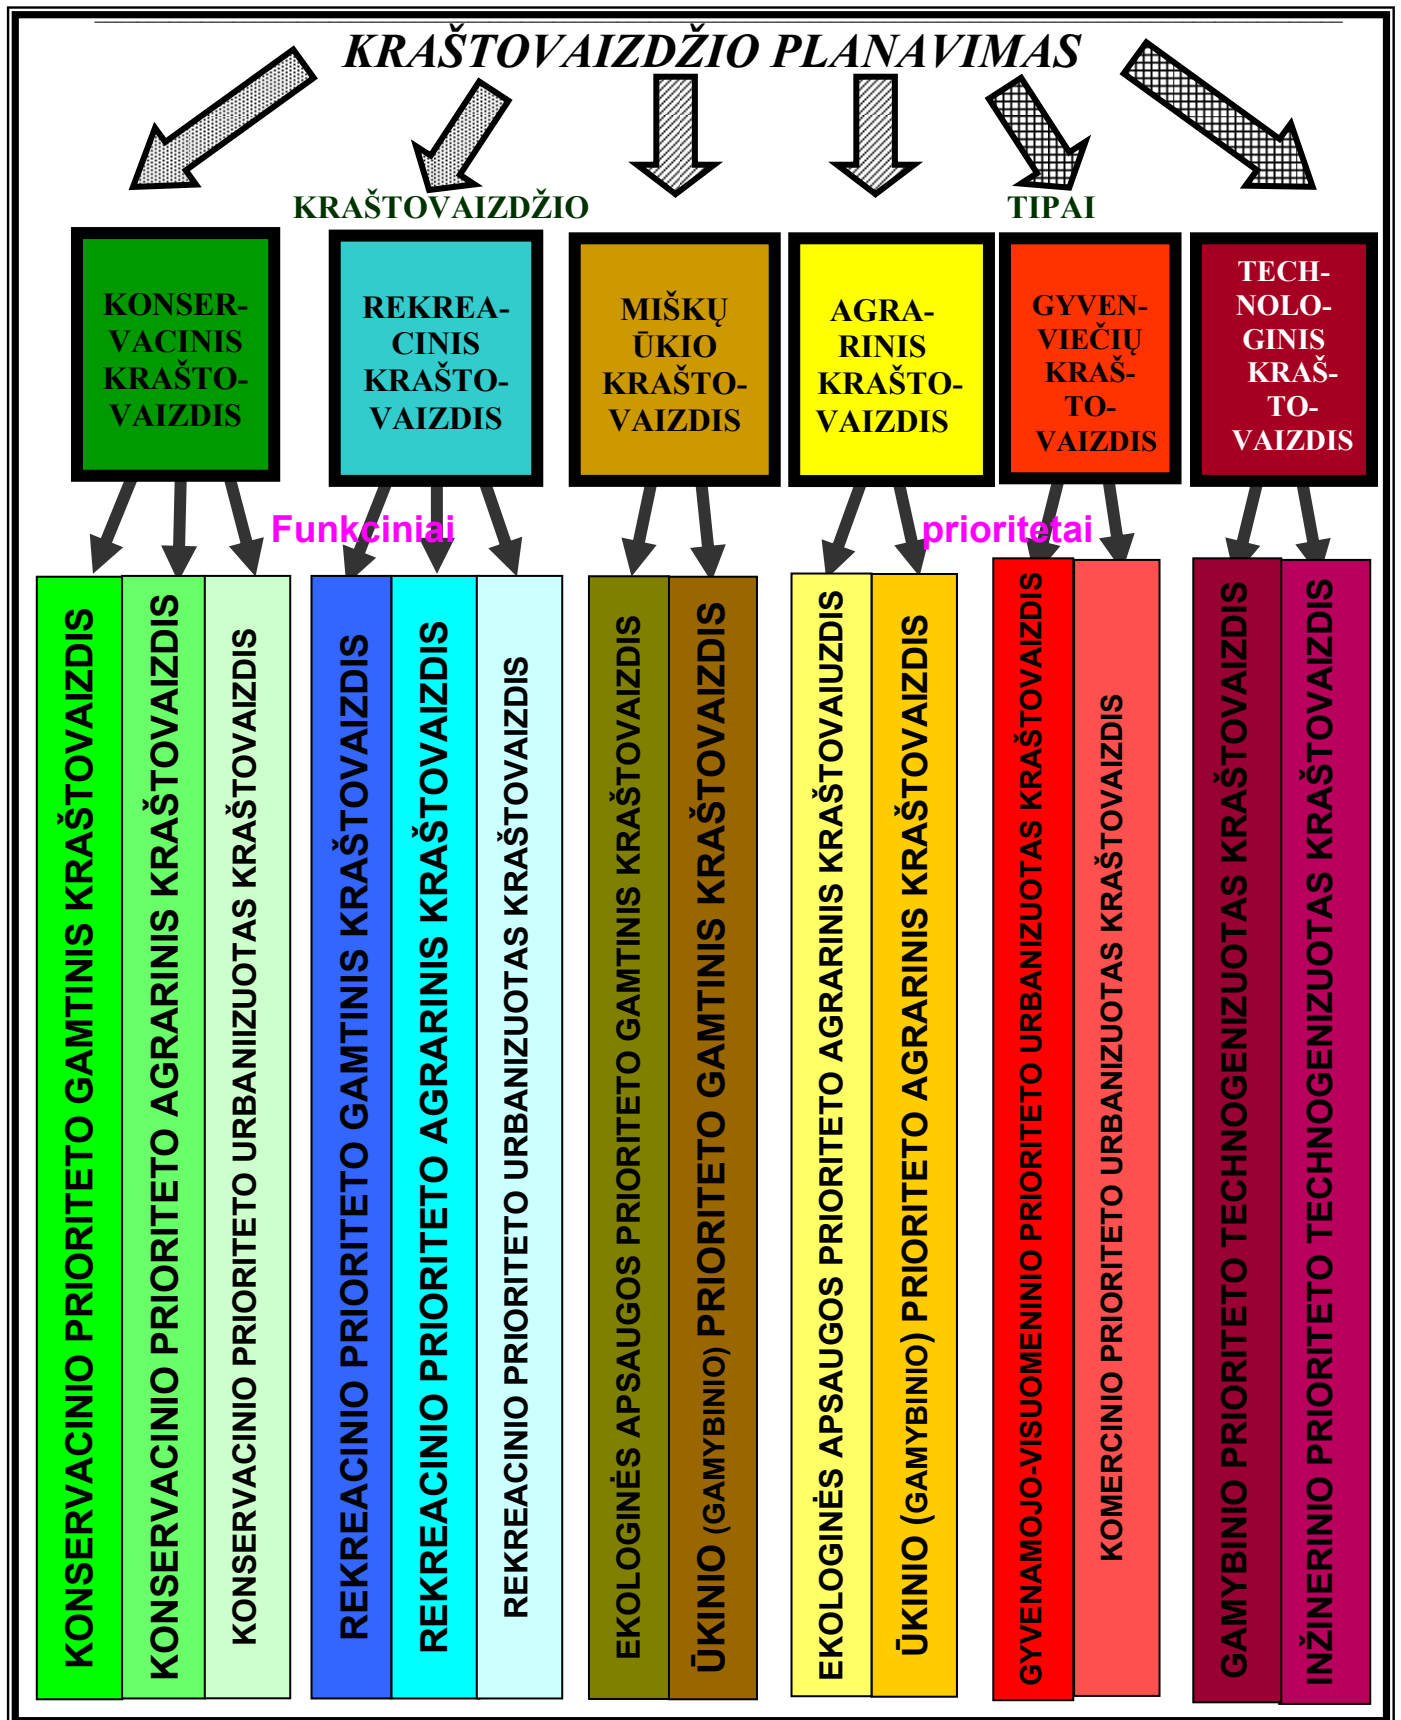 KRAŠTOVAIZDŽIO PLANAVIMAS
KRAŠTOVAIZDŽIO TIPAI
KONSER-
VACINIS
KRAŠTO-
VAIZDIS
REKREA-
CINIS
KRAŠTO-
VAIZDIS
MIŠKŲ
ŪKIO
KRAŠTO-
VAIZDIS
AGRA-
RINIS
KRAŠTO-
VAIZDIS
GYVEN-
VIEČIŲ
KRAŠ-
TO-
VAIZDIS
TECH-
NOLO-
GINIS
KRAŠ-
TO-
VAIZDIS
Funkciniai prioritetai
KONSERVACINIO PRIORITETO GAMTINIS KRAŠTOVAIZDIS
KONSERVACINIO PRIORITETO AGRARINIS KRAŠTOVAIZDIS
KONSERVACINIO PRIORITETO URBANIIZUOTAS KRAŠTOVAIZDIS
REKREACINIO PRIORITETO GAMTINIS KRAŠTOVAIZDIS
REKREACINIO PRIORITETO AGRARINIS KRAŠTOVAIZDIS
REKREACINIO PRIORITETO URBANIZUOTAS KRAŠTOVAIZDIS
EKOLOGINĖS APSAUGOS PRIORITETO GAMTINIS KRAŠTOVAIZDIS
ŪKINIO (GAMYBINIO) PRIORITETO GAMTINIS KRAŠTOVAIZDIS
EKOLOGINĖS APSAUGOS PRIORITETO AGRARINIS KRAŠTOVAIUZDIS
ŪKINIO (GAMYBINIO) PRIORITETO AGRARINIS KRAŠTOVAIZDIS
GYVENAMOJO-VISUOMENINIO PRIORITETO URBANIZUOTAS KRAŠTOVAIZDIS
KOMERCINIO PRIORITETO URBANIZUOTAS KRAŠTOVAIZDIS
GAMYBINIO PRIORITETO TECHNOGENIZUOTAS KRAŠTOVAIZDIS
INŽINERINIO PRIORITETO TECHNOGENIZUOTAS KRAŠTOVAIZDIS